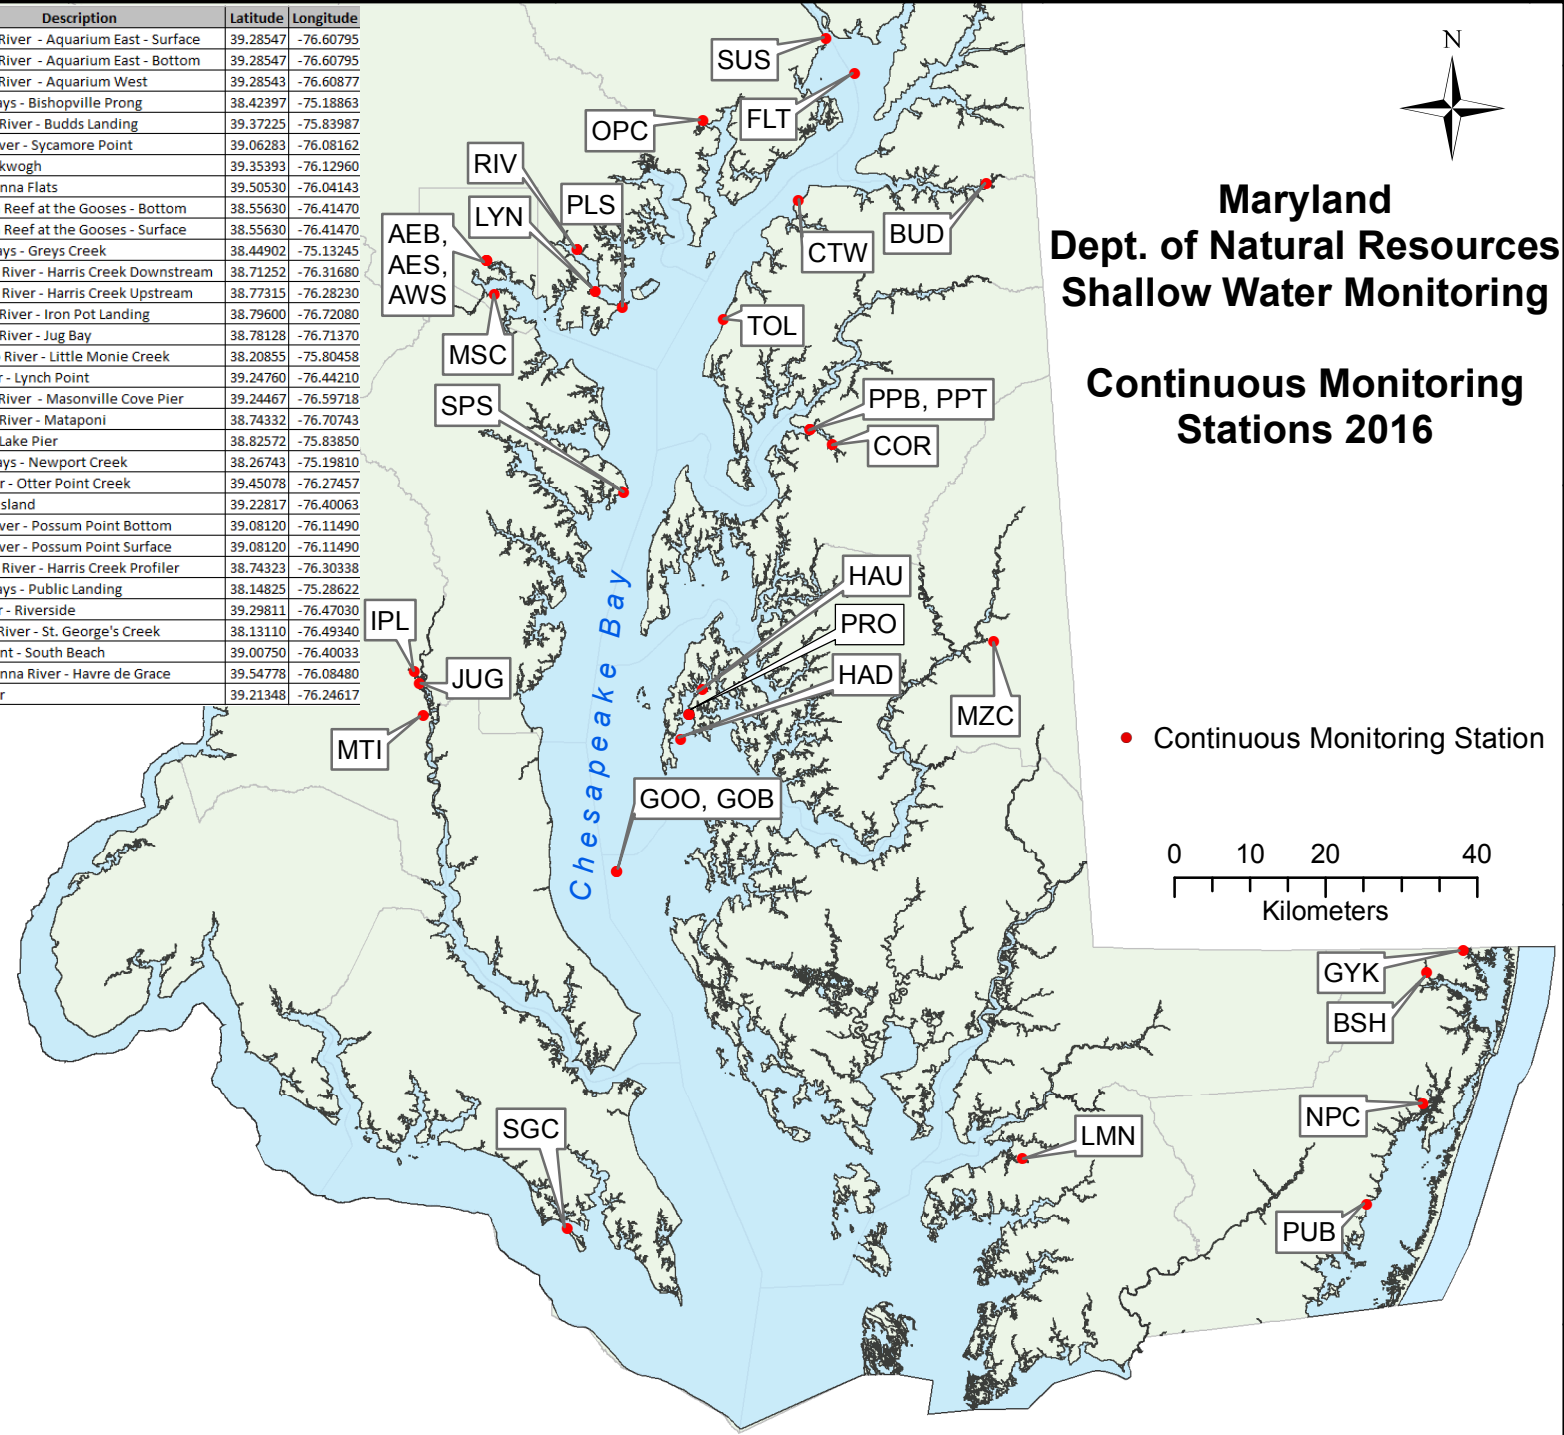 Description Latitude Longitude
River - Aquarium East - Surface 39.28547 -76.60795
River - Aquarium East - Bottom 39.28547 -76.60795
River - Aquarium West 39.28543 -76.60877
ays - Bishopville Prong 38.42397 -75.18863
River - Budds Landing 39.37225 -75.83987
ver - Sycamore Point 39.06283 -76.08162
kwogh 39.35393 -76.12960
nna Flats 39.50530 -76.04143
Reef at the Gooses - Bottom 38.55630 -76.41470
Reef at the Gooses - Surface 38.55630 -76.41470
ays - Greys Creek 38.44902 -75.13245
River - Harris Creek Downstream 38.71252 -76.31680
River - Harris Creek Upstream 38.77315 -76.28230
River - Iron Pot Landing 38.79600 -76.72080
River - Jug Bay 38.78128 -76.71370
River - Little Monie Creek 38.20855 -75.80458
r - Lynch Point 39.24760 -76.44210
River - Masonville Cove Pier 39.24467 -76.59718
River - Mataponi 38.74332 -76.70743
Lake Pier 38.82572 -75.83850
ays - Newport Creek 38.26743 -75.19810
r - Otter Point Creek 39.45078 -76.27457
sland 39.22817 -76.40063
ver - Possum Point Bottom 39.08120 -76.11490
ver - Possum Point Surface 39.08120 -76.11490
River - Harris Creek Profiler 38.74323 -76.30338
ays - Public Landing 38.14825 -75.28622
r - Riverside 39.29811 -76.47030
River - St. George's Creek 38.13110 -76.49340
nt - South Beach 39.00750 -76.40033
nna River - Havre de Grace 39.54778 -76.08480
r 39.21348 -76.24617
N
Maryland
Dept. of Natural Resources
Shallow Water Monitoring
Continuous Monitoring
Stations 2016
SUS
FLT
OPC
RIV
LYN
PLS
AEB,
AES,
AWS
MSC
CTW
BUD
TOL
SPS
PPB, PPT
COR
HAU
PRO
HAD
IPL
JUG
MTI
MZC
Chesapeake Bay
GOO, GOB
Continuous Monitoring Station
0 10 20 40
Kilometers
GYK
BSH
NPC
PUB
LMN
SGC